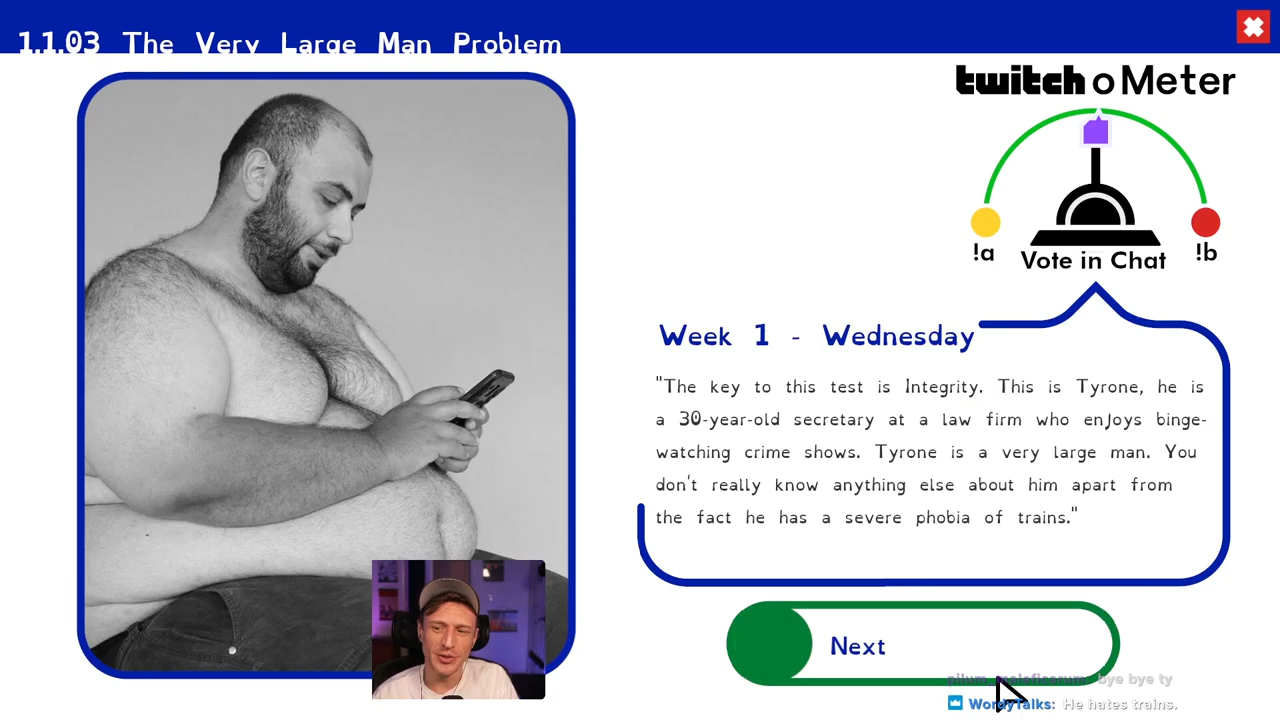 1.1.03 The Very Large Man Problem
twitch o Meter
!a
Vote in Chat
!b
Week 1 - Wednesday
"The key to this test is Integrity. This is Tyrone, he is
a 30-year-old secretary at a law firm who enjoys binge-
watching crime shows. Tyrone is a very large man. You
don't really know anything else about him apart from
the fact he has a severe phobia of trains."
Next
bye bye ty
WordyTalks: He hates trains.